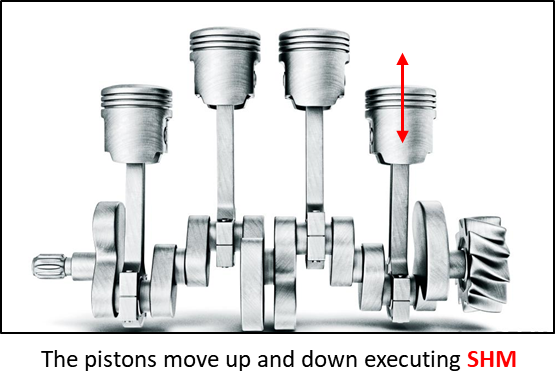 The pistons move up and down executing SHM